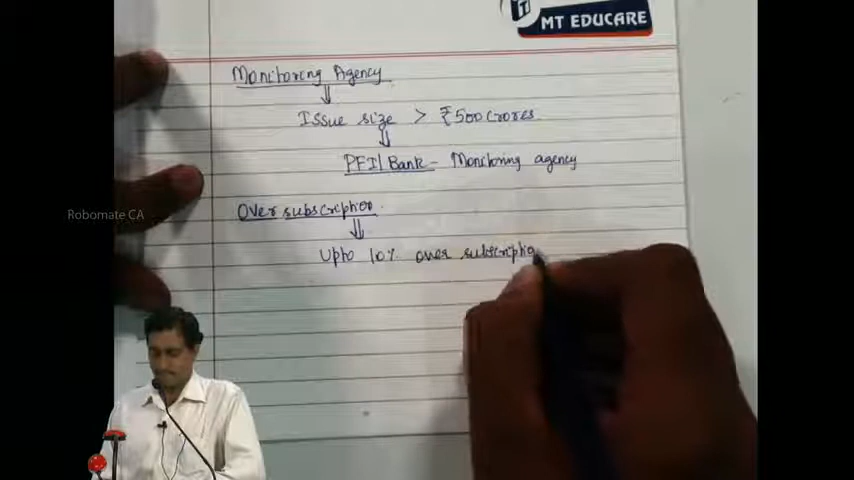 MT EDUCARE
Monitoring Agency
Issue size > ₹500 crores
PFI/Bank - Monitoring agency
Robomate CA
Over subscription
Upto 10% over subscriptio